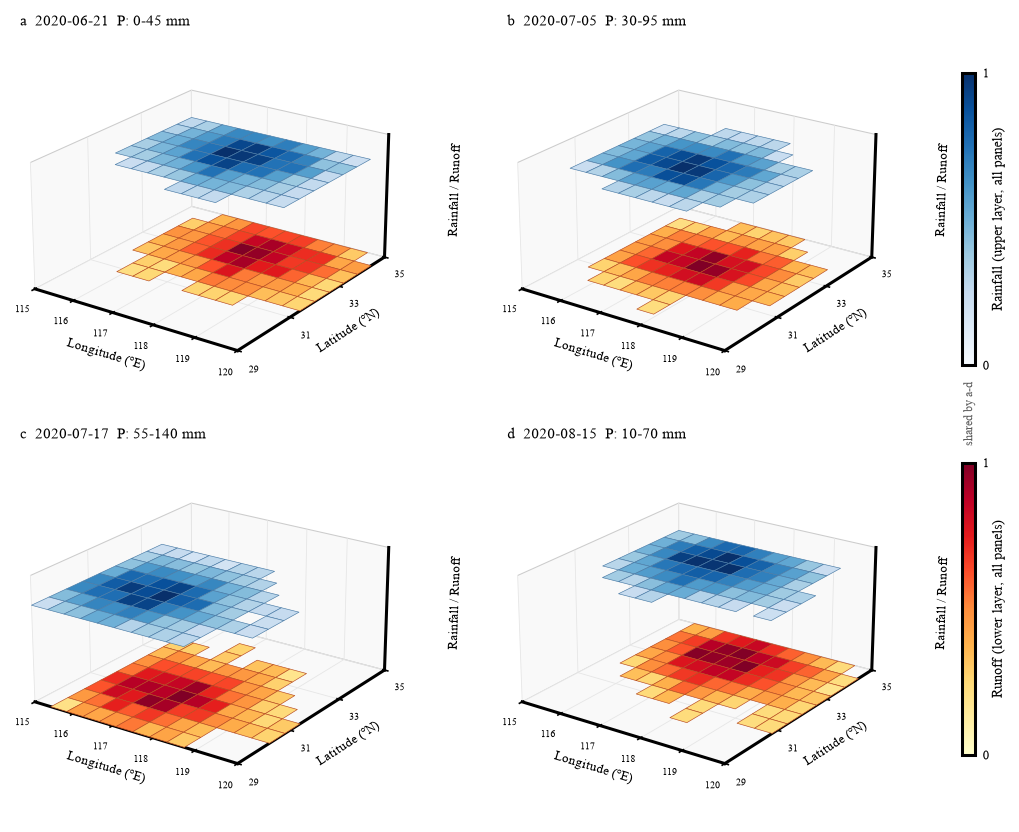 a 2020-06-21 P: 0-45 mm
Rainfall / Runoff
115
116
117
118
119
120
29
31
33
35
Longitude (°E)
Latitude (°N)
b 2020-07-05 P: 30-95 mm
Rainfall / Runoff
115
116
117
118
119
120
29
31
33
35
Longitude (°E)
Latitude (°N)
1
0
Rainfall (upper layer, all panels)
shared by a-d
c 2020-07-17 P: 55-140 mm
Rainfall / Runoff
115
116
117
118
119
120
29
31
33
35
Longitude (°E)
Latitude (°N)
d 2020-08-15 P: 10-70 mm
Rainfall / Runoff
115
116
117
118
119
120
29
31
33
35
Longitude (°E)
Latitude (°N)
1
0
Runoff (lower layer, all panels)